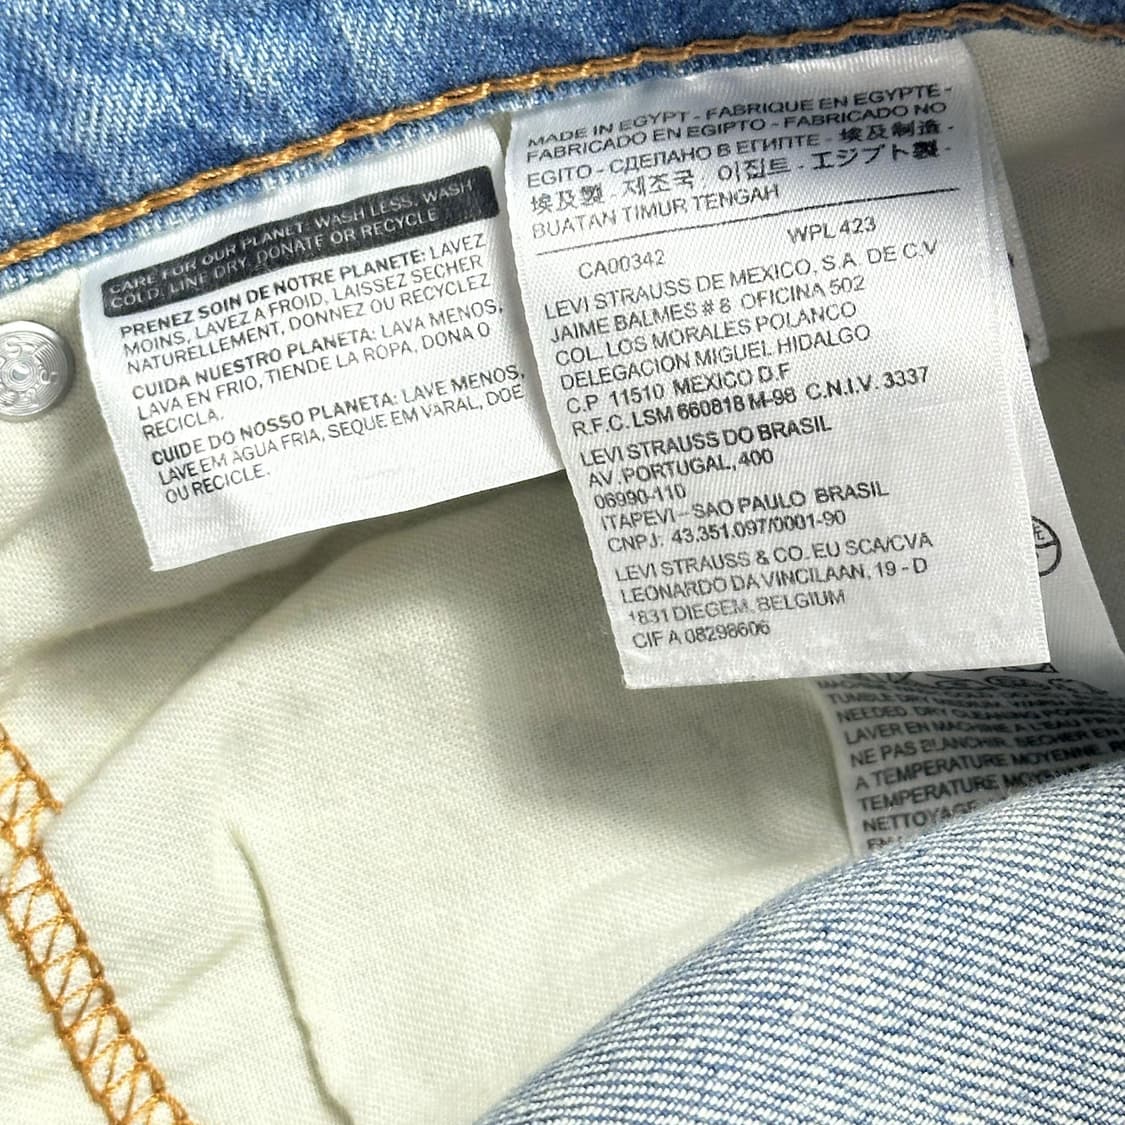 CARE FOR OUR PLANET: WASH LESS, WASH
COLD, LINE DRY, DONATE OR RECYCLE
PRENEZ SOIN DE NOTRE PLANETE: LAVEZ
MOINS, LAVEZ A FROID, LAISSEZ SECHER
NATURELLEMENT, DONNEZ OU RECYCLEZ
CUIDA NUESTRO PLANETA: LAVA MENOS,
LAVA EN FRIO, TIENDE LA ROPA, DONA O
RECICLA.
CUIDE DO NOSSO PLANETA: LAVE MENOS,
LAVE EM AGUA FRIA, SEQUE EM VARAL, DOE
OU RECICLE.
MADE IN EGYPT - FABRIQUE EN EGYPTE -
FABRICADO EN EGIPTO - FABRICADO NO
EGITO - СДЕЛАНО В ЕГИПТЕ - 埃及制造 -
埃及製 제조국 이집트 - エジプト製 -
BUATAN TIMUR TENGAH
CA00342 WPL 423
LEVI STRAUSS DE MEXICO, S.A. DE C.V
JAIME BALMES # 8 OFICINA 502
COL. LOS MORALES POLANCO
DELEGACION MIGUEL HIDALGO
C.P 11510 MEXICO D.F
R.F.C. LSM 660818 M-96 C.N.I.V. 3337
LEVI STRAUSS DO BRASIL
AV. PORTUGAL, 400
06990-110
ITAPEVI - SAO PAULO BRASIL
CNPJ: 43.351.097/0001-90
LEVI STRAUSS & CO. EU SCA/CVA
LEONARDO DA VINCILAAN, 19 - D
1831 DIEGEM. BELGIUM
CIF A 08298606
NEEDED. DRY CLEANING
LAVER EN MACHINE A L'EAU
NE PAS BLANCHIR. SECHER EN
A TEMPERATURE MOYENNE.
TEMPERATURE
NETTOYAGE